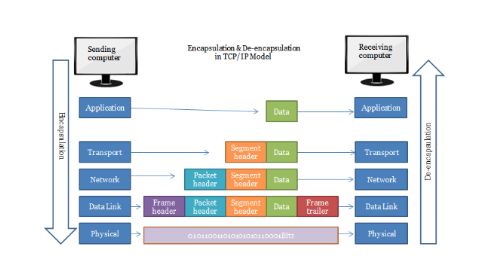 Sending
computer
Encapsulation & De-encapsulation
in TCP/IP Model
Receiving
computer
Encapsulation
De-encapsulation
Application
Data
Application
Transport
Segment
header
Data
Transport
Network
Packet
header
Segment
header
Data
Network
Data Link
Frame
header
Packet
header
Segment
header
Data
Frame
trailer
Data Link
Physical
Bits
Physical